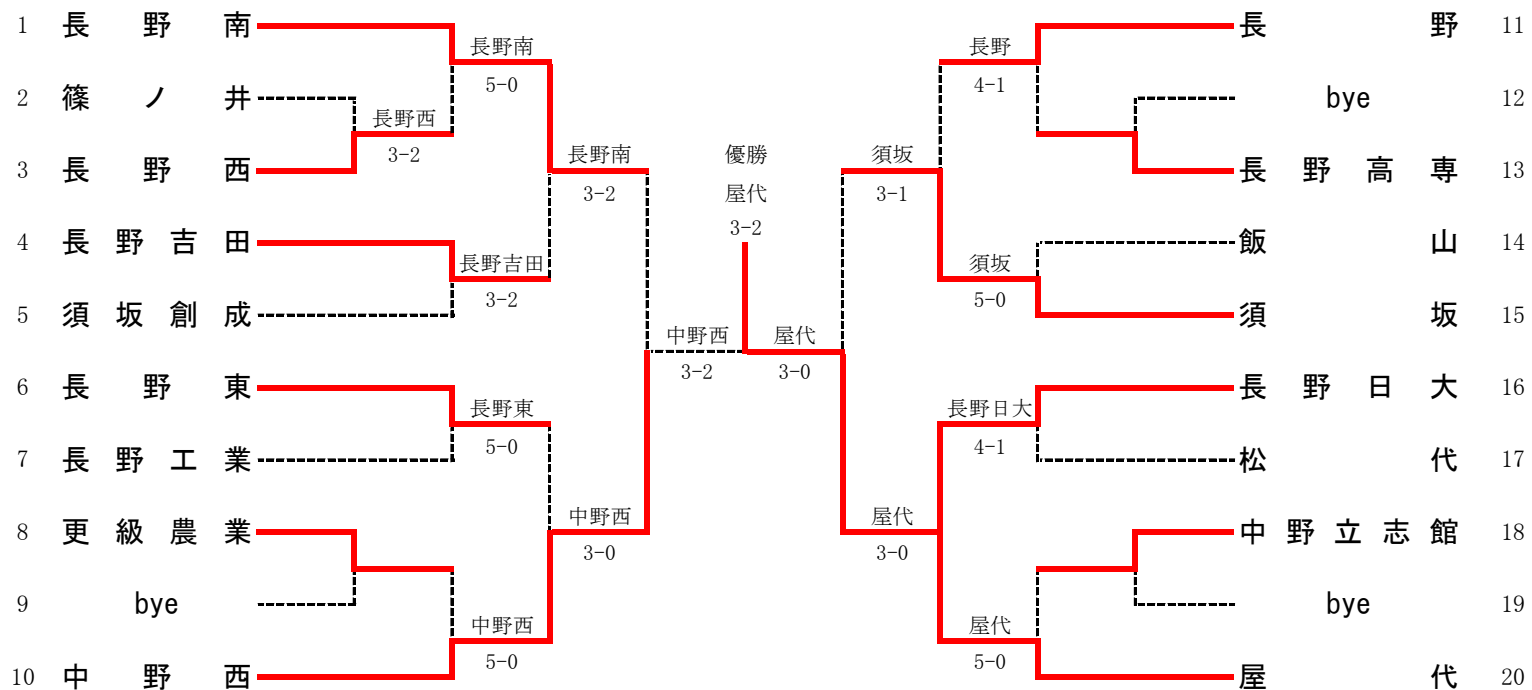 1 長野南
2 篠ノ井
3 長野西
4 長野吉田
5 須坂創成
6 長野東
7 長野工業
8 更級農業
9 bye
10 中野西
長野西
3-2
長野南
5-0
長野吉田
3-2
長野東
5-0
中野西
5-0
長野南
3-2
中野西
3-0
中野西
3-2
優勝
屋代
3-2
屋代
3-0
須坂
3-1
屋代
3-0
長野
4-1
須坂
5-0
長野日大
4-1
屋代
5-0
長野 11
bye 12
長野高専 13
飯山 14
須坂 15
長野日大 16
松代 17
中野立志館 18
bye 19
屋代 20